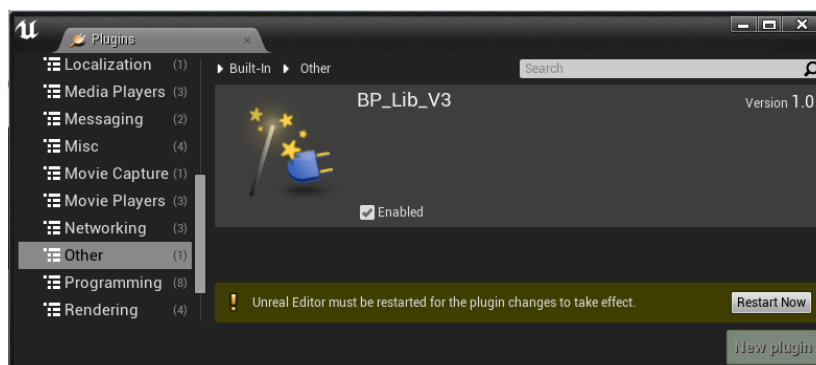 Plugins
Localization (1)
Media Players (3)
Messaging (2)
Misc (4)
Movie Capture (1)
Movie Players (3)
Networking (3)
Other (1)
Programming (8)
Rendering (4)
Built-In Other
Search
BP_Lib_V3
Version 1.0
Enabled
Unreal Editor must be restarted for the plugin changes to take effect.
Restart Now
New plugin